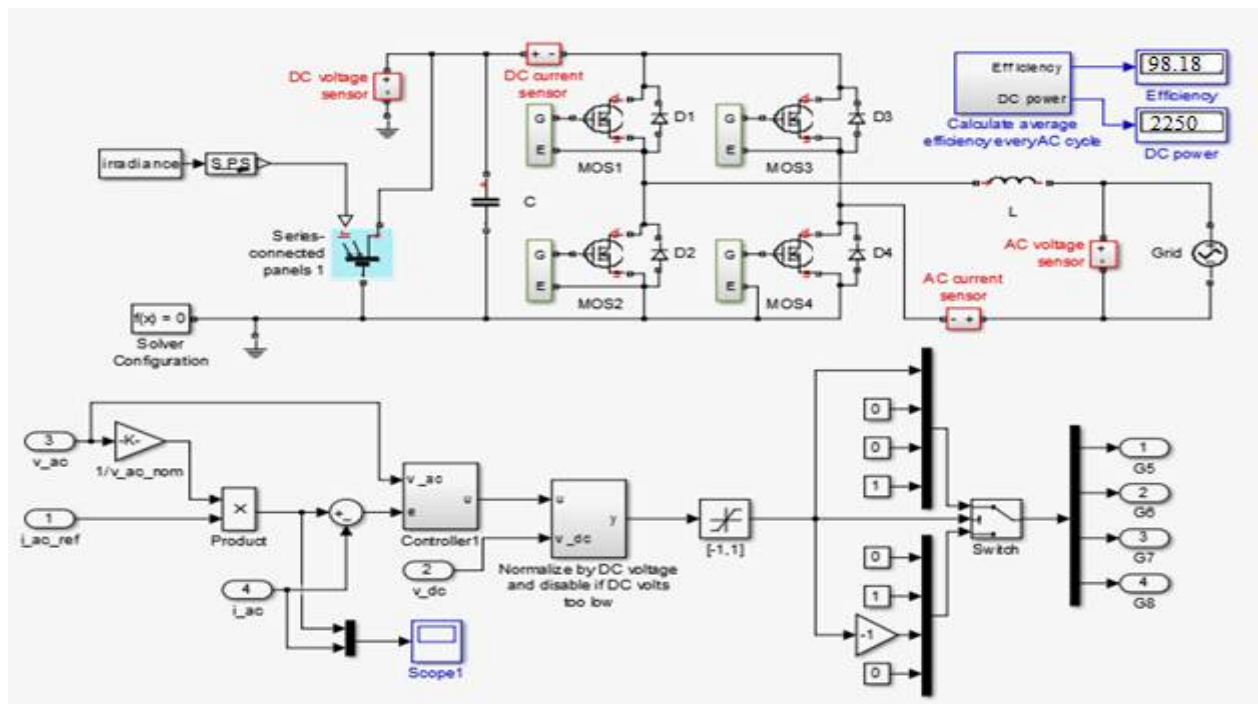 DC voltage
sensor
DC current
sensor
G
E
MOS1
D1
G
E
MOS3
D3
Efficiency
DC power
Calculate average
efficiency every AC cycle
98.18
Efficiency
2250
DC power
irradiance
S PS
Series-
connected
panels 1
C
G
E
MOS2
D2
G
E
MOS4
D4
L
AC voltage
sensor
Grid
AC current
sensor
f(x) = 0
Solver
Configuration
3
v_ac
-K-
1/v_ac_nom
1
i_ac_ref
×
Product
4
i_ac
v_ac
e
u
Controller1
2
v_dc
u
v_dc
y
Normalize by DC voltage
and disable if DC volts
too low
[-1,1]
Scope1
0
0
1
0
1
-1
0
Switch
1
G5
2
G6
3
G7
4
G8